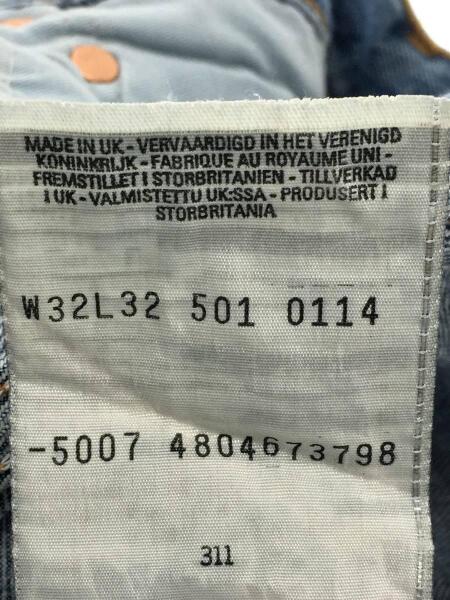 MADE IN UK - VERVAARDIGD IN HET VERENIGD
KONINKRIJK - FABRIQUE AU ROYAUME UNI -
FREMSTILLET I STORBRITANIEN - TILLVERKAD
I UK - VALMISTETTU UK:SSA - PRODUSERT I
STORBRITANIA
W32L32 501 0114
-5007 4804673798
311